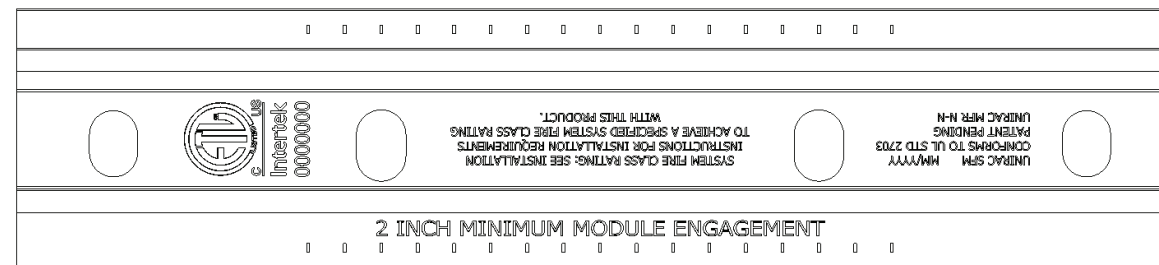 c us
Intertek
0000000
SYSTEM FIRE CLASS RATING: SEE INSTALLATION
INSTRUCTIONS FOR INSTALLATION REQUIREMENTS
TO ACHIEVE A SPECIFIED SYSTEM FIRE CLASS RATING
WITH THIS PRODUCT.
UNIRAC SFM MM/YYYY
CONFORMS TO UL STD 2703
PATENT PENDING
UNIRAC MFR N-N
2 INCH MINIMUM MODULE ENGAGEMENT